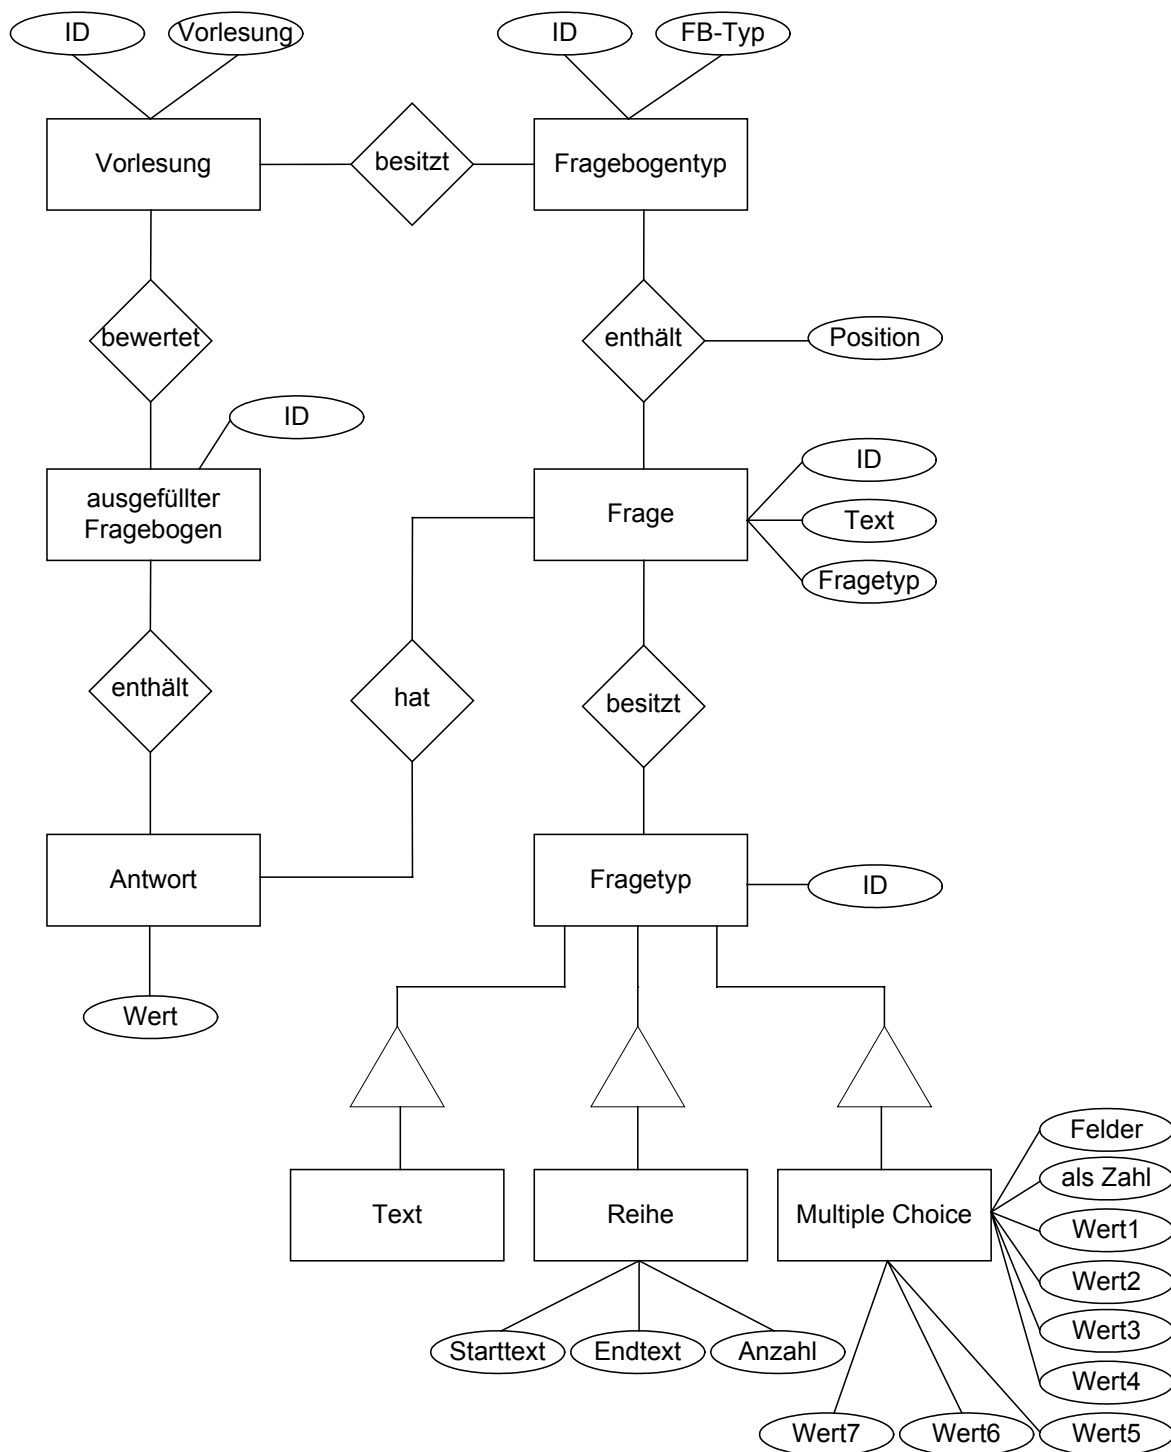 ID
Vorlesung
ID
FB-Typ
Vorlesung
besitzt
Fragebogentyp
bewertet
enthält
Position
ID
ausgefüllter
Fragebogen
Frage
ID
Text
Fragetyp
enthält
hat
besitzt
Antwort
Fragetyp
ID
Wert
Text
Reihe
Multiple Choice
Felder
als Zahl
Wert1
Wert2
Wert3
Wert4
Starttext
Endtext
Anzahl
Wert7
Wert6
Wert5